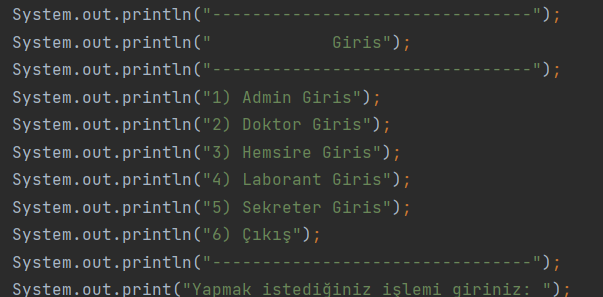 System.out.println("--------------------------------");
System.out.println("            Giris");
System.out.println("--------------------------------");
System.out.println("1) Admin Giris");
System.out.println("2) Doktor Giris");
System.out.println("3) Hemsire Giris");
System.out.println("4) Laborant Giris");
System.out.println("5) Sekreter Giris");
System.out.println("6) Çıkış");
System.out.println("--------------------------------");
System.out.print("Yapmak istediğiniz işlemi giriniz: ");